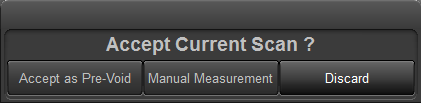 Accept Current Scan ?
Accept as Pre-Void Manual Measurement Discard